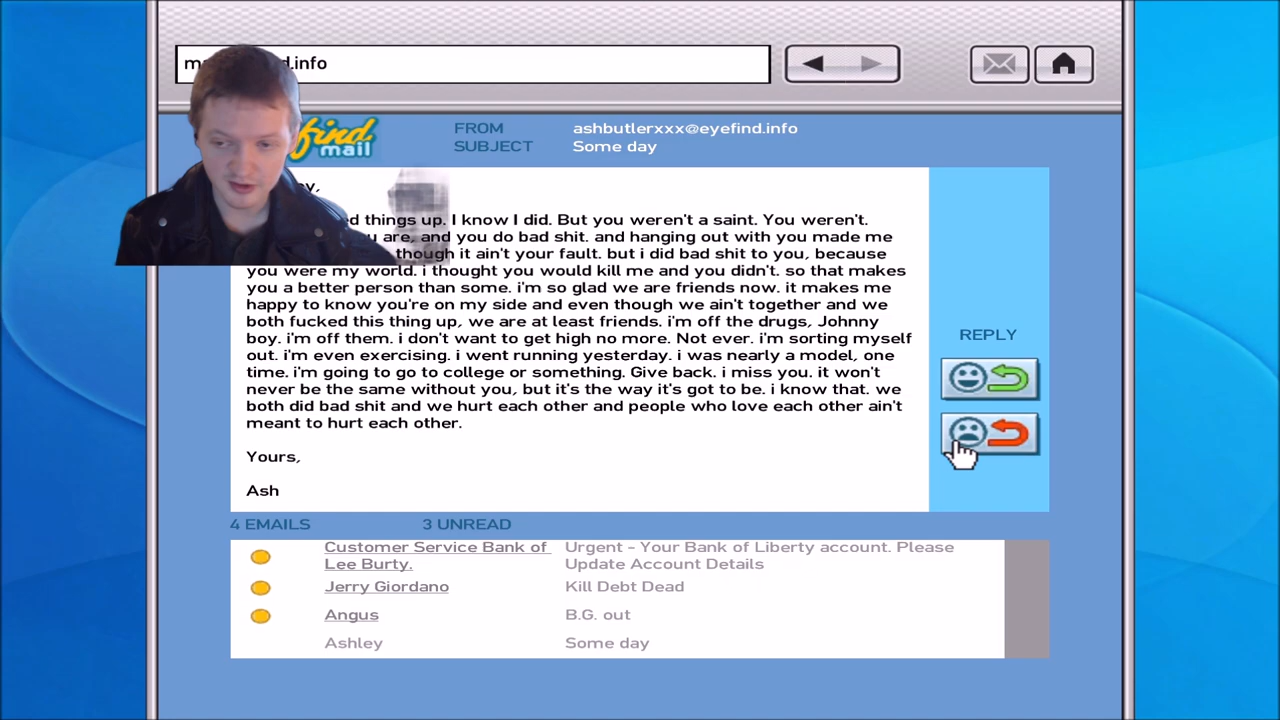 m d.info
find
mail
FROM ashbutlerxxx@eyefind.info
SUBJECT Some day
things up. I know I did. But you weren't a saint. You weren't.
are, and you do bad shit. and hanging out with you made me
though it ain't your fault. but i did bad shit to you, because
you were my world. i thought you would kill me and you didn't. so that makes
you a better person than some. i'm so glad we are friends now. it makes me
happy to know you're on my side and even though we ain't together and we
both fucked this thing up, we are at least friends. i'm off the drugs, Johnny
boy. i'm off them. i don't want to get high no more. Not ever. i'm sorting myself
out. i'm even exercising. i went running yesterday. i was nearly a model, one
time. i'm going to go to college or something. Give back. i miss you. it won't
never be the same without you, but it's the way it's got to be. i know that. we
both did bad shit and we hurt each other and people who love each other ain't
meant to hurt each other.
Yours,
Ash
REPLY
4 EMAILS 3 UNREAD
Customer Service Bank of Urgent - Your Bank of Liberty account. Please
Lee Burty. Update Account Details
Jerry Giordano Kill Debt Dead
Angus B.G. out
Ashley Some day